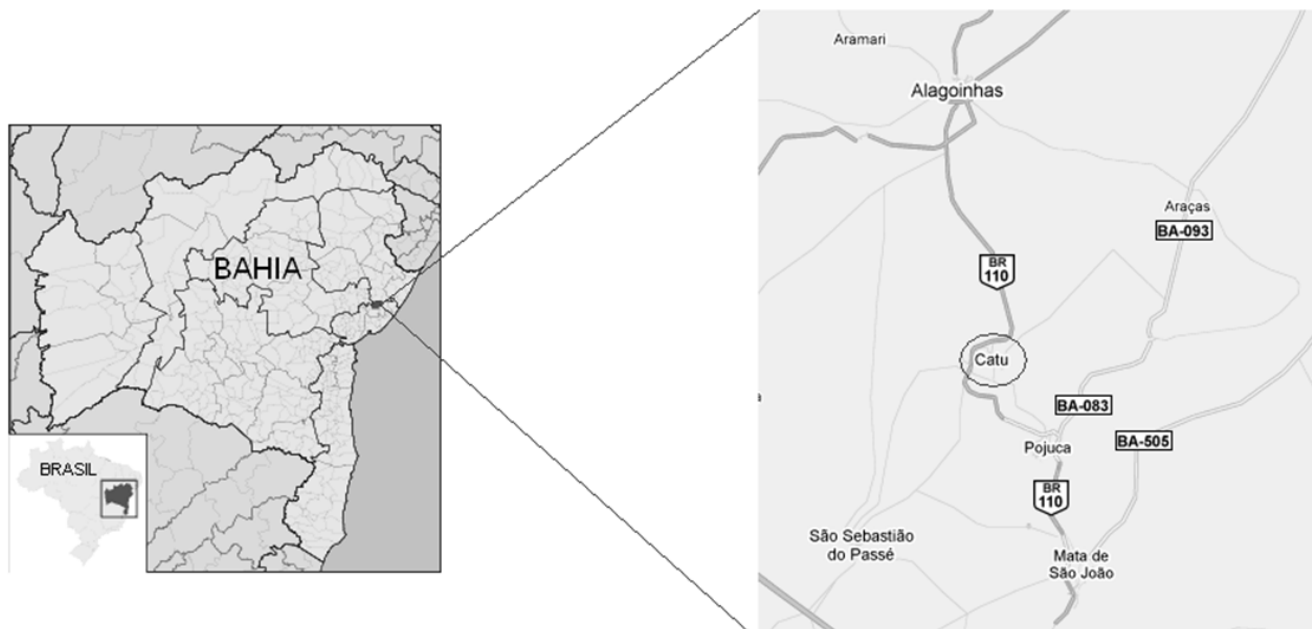 BAHIA
BRASIL
Aramari
Alagoinhas
Araças
BA-093
BR
110
Catu
BA-083
Pojuca
BA-505
BR
110
São Sebastião
do Passé
Mata de
São João
a